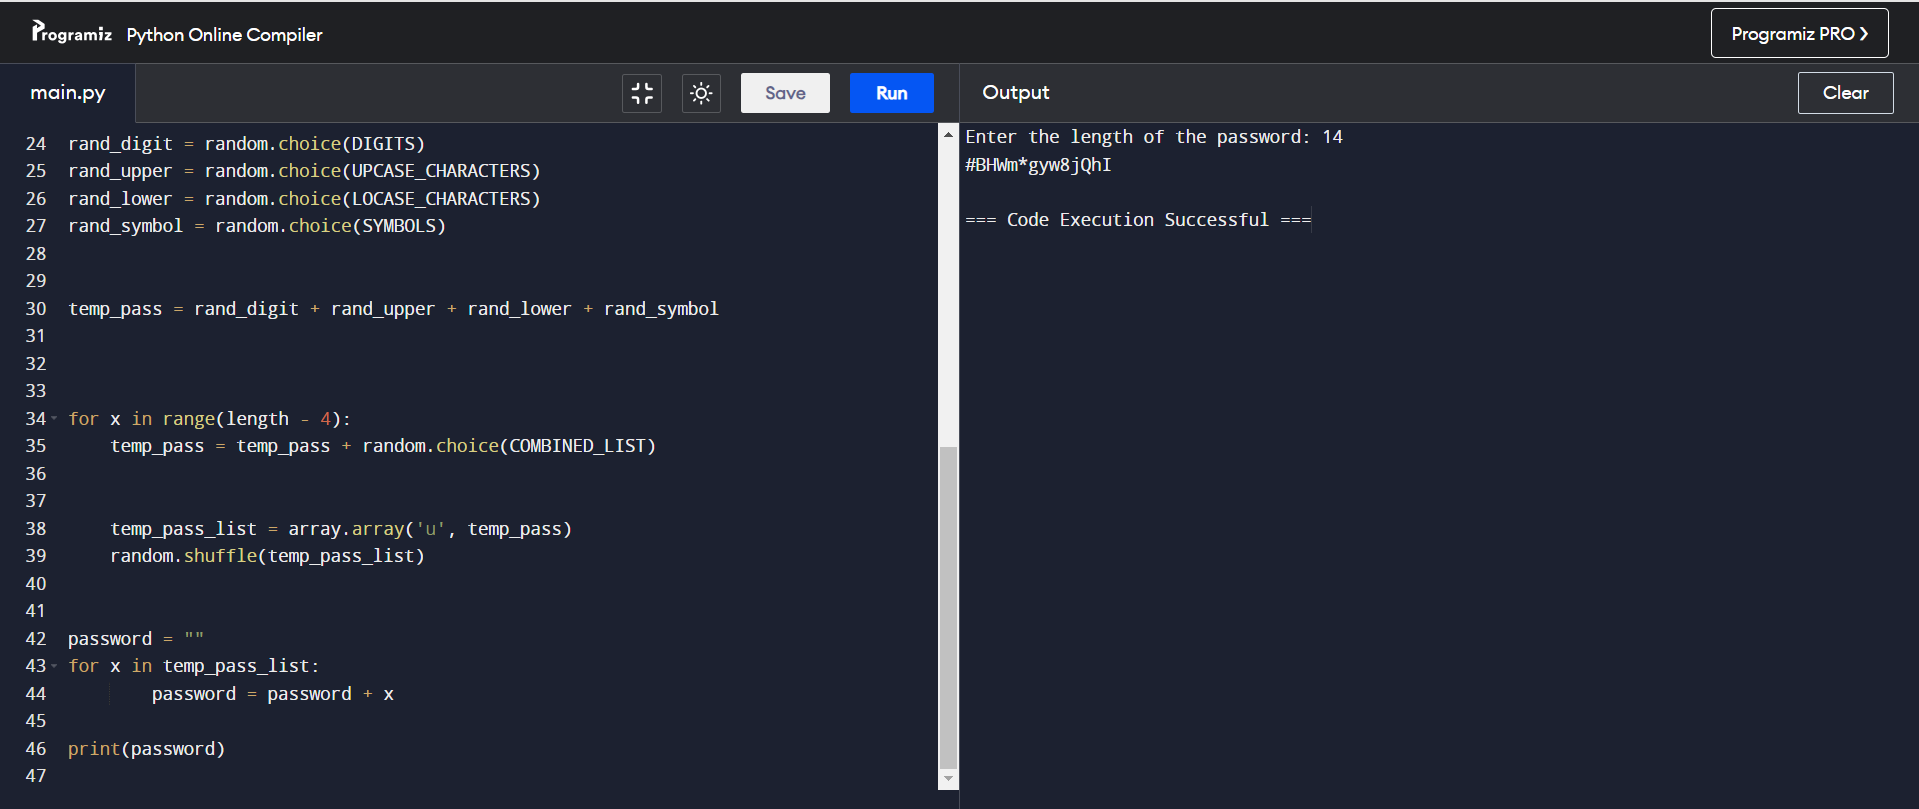 Programiz Python Online Compiler
Programiz PRO ❯
main.py
Save
Run
Output
Clear
24 rand_digit = random.choice(DIGITS)
25 rand_upper = random.choice(UPCASE_CHARACTERS)
26 rand_lower = random.choice(LOCASE_CHARACTERS)
27 rand_symbol = random.choice(SYMBOLS)
28
29
30 temp_pass = rand_digit + rand_upper + rand_lower + rand_symbol
31
32
33
34 for x in range(length - 4):
35     temp_pass = temp_pass + random.choice(COMBINED_LIST)
36
37
38     temp_pass_list = array.array('u', temp_pass)
39     random.shuffle(temp_pass_list)
40
41
42 password = ""
43 for x in temp_pass_list:
44         password = password + x
45
46 print(password)
47
Enter the length of the password: 14
#BHWm*gyw8jQhI
=== Code Execution Successful ===